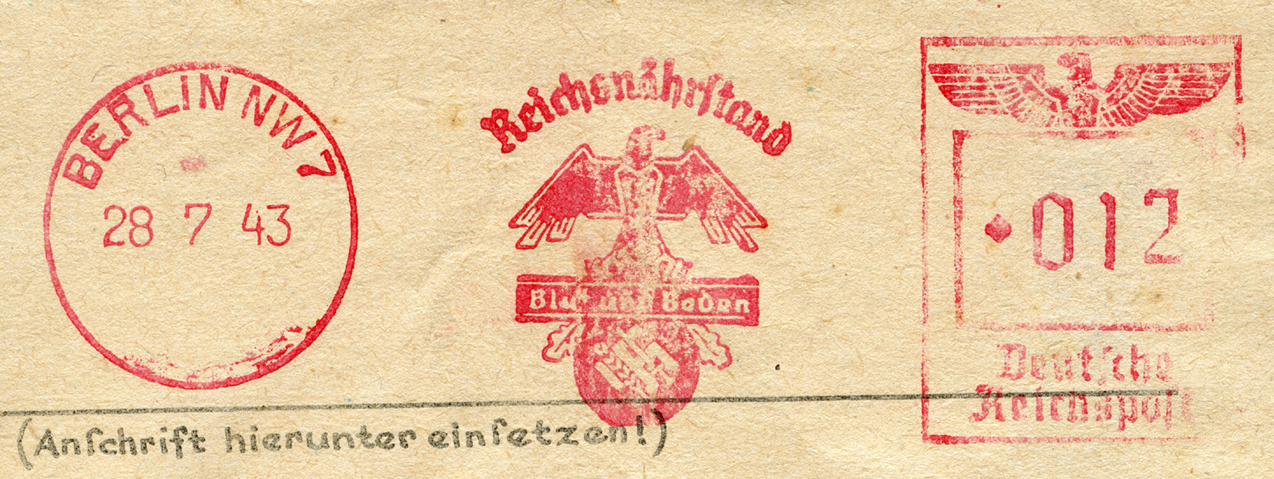 BERLIN NW 7
28 7 43
Reichsnährstand
Blut und Boden
012
Deutsche
Reichspost
(Anſchrift hierunter einſetzen!)